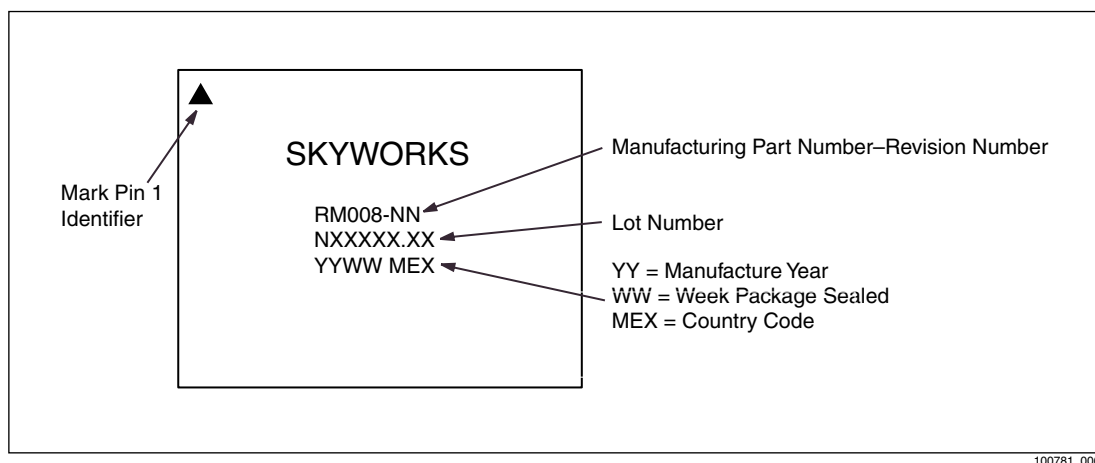 SKYWORKS
Manufacturing Part Number–Revision Number
Mark Pin 1
Identifier
RM008-NN
NXXXXX.XX
YYWW MEX
Lot Number
YY = Manufacture Year
WW = Week Package Sealed
MEX = Country Code